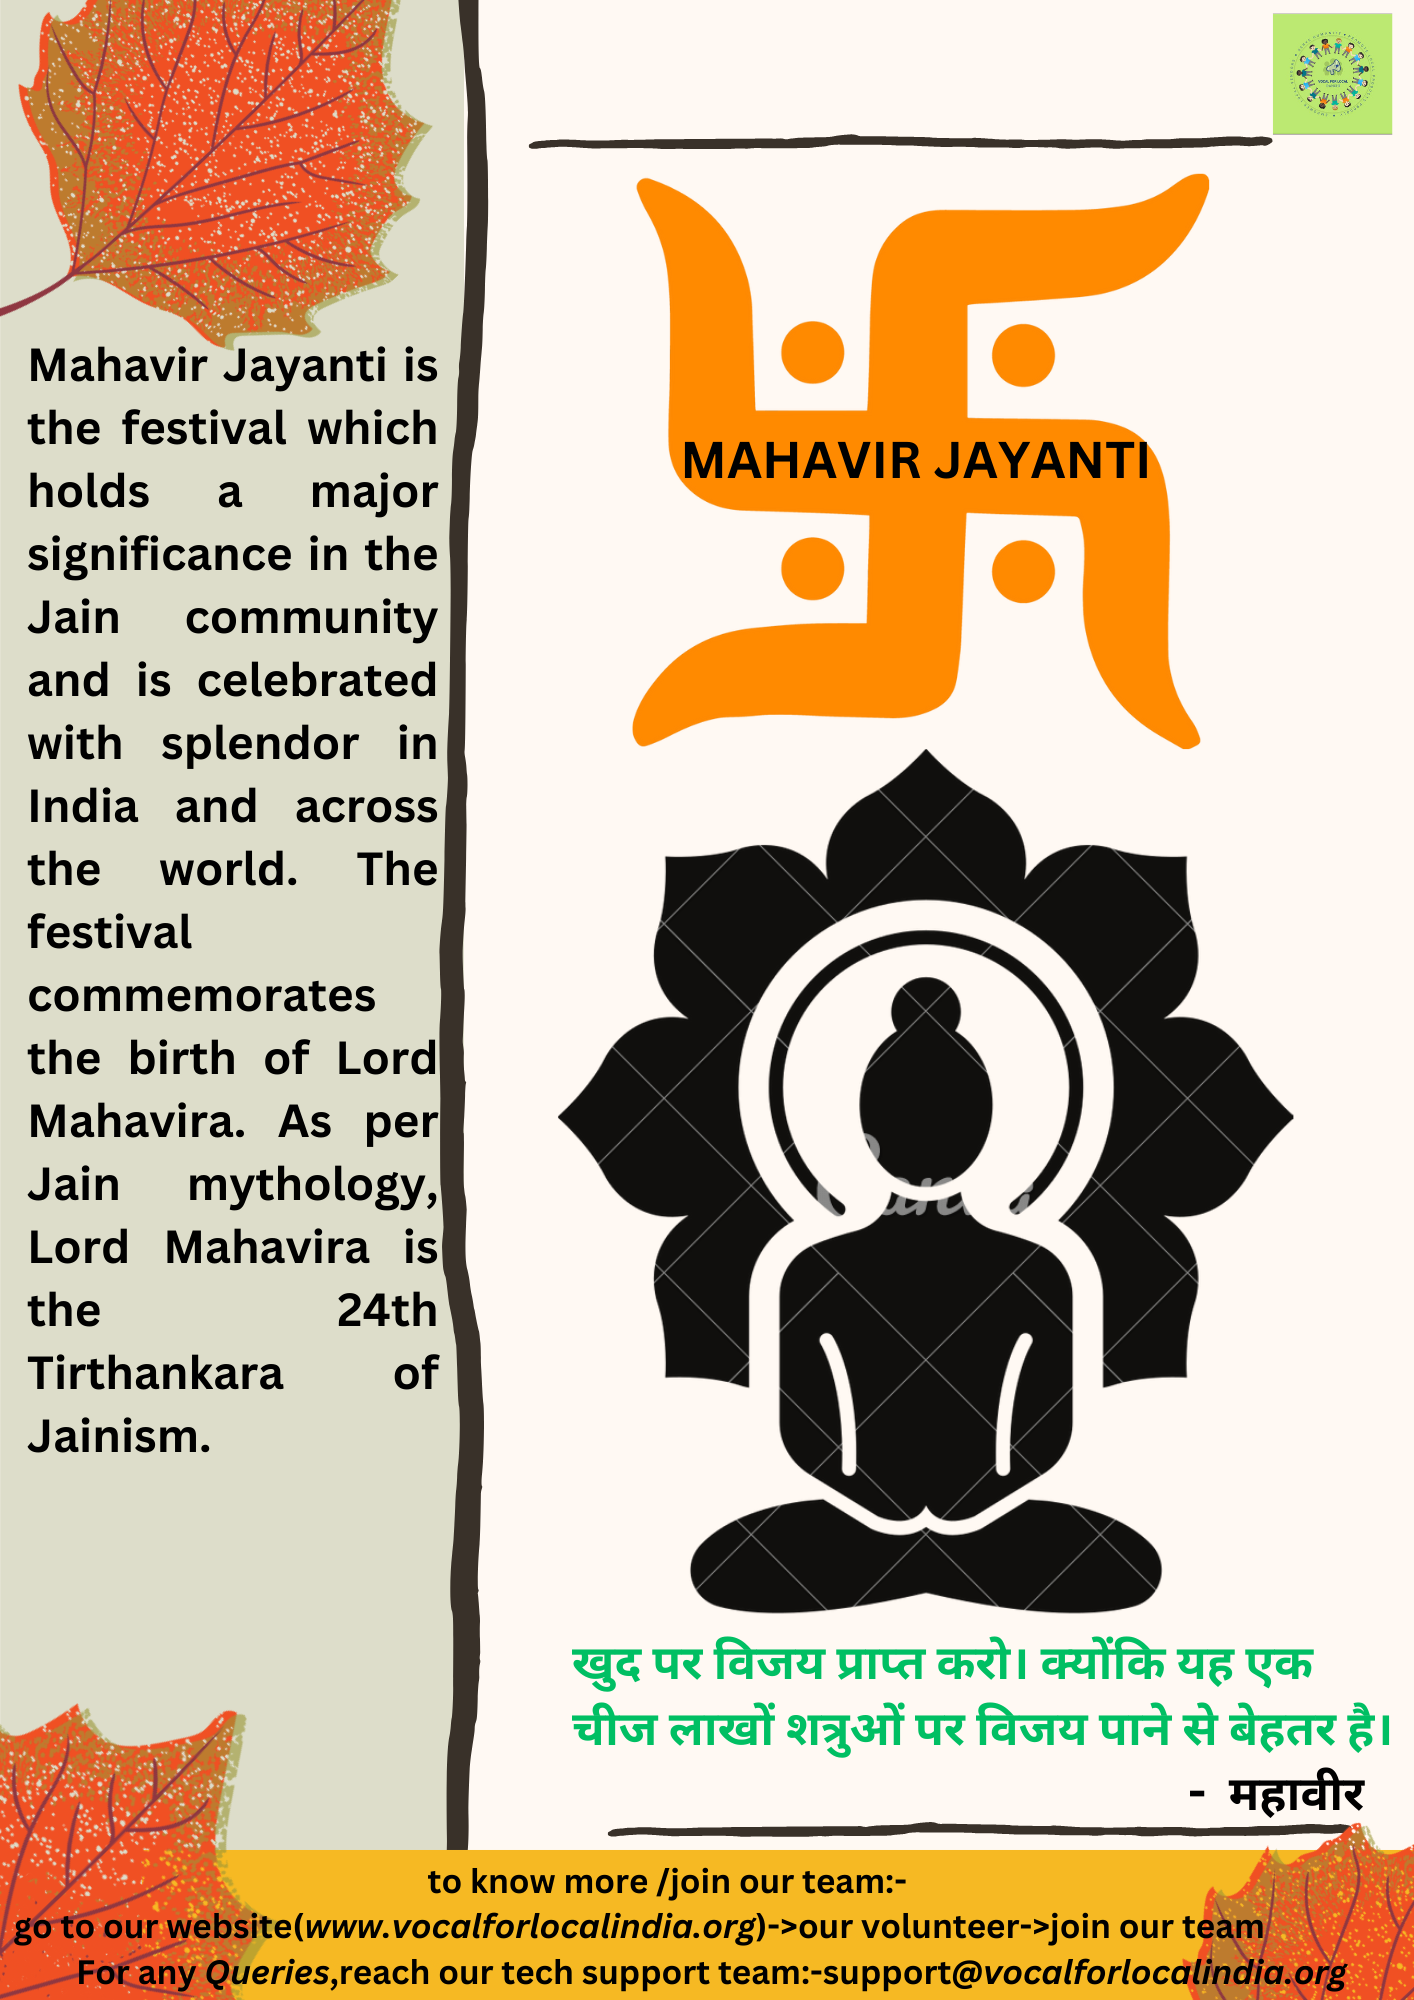 VOCAL FOR LOCAL
MAHAVIR JAYANTI
Mahavir Jayanti is
the festival which
holds a major
significance in the
Jain community
and is celebrated
with splendor in
India and across
the world. The
festival
commemorates
the birth of Lord
Mahavira. As per
Jain mythology,
Lord Mahavira is
the 24th
Tirthankara of
Jainism.
Canva
खुद पर विजय प्राप्त करो। क्योंकि यह एक
चीज लाखों शत्रुओं पर विजय पाने से बेहतर है।
- महावीर
to know more /join our team:-
go to our website(www.vocalforlocalindia.org)->our volunteer->join our team
For any Queries,reach our tech support team:-support@vocalforlocalindia.org